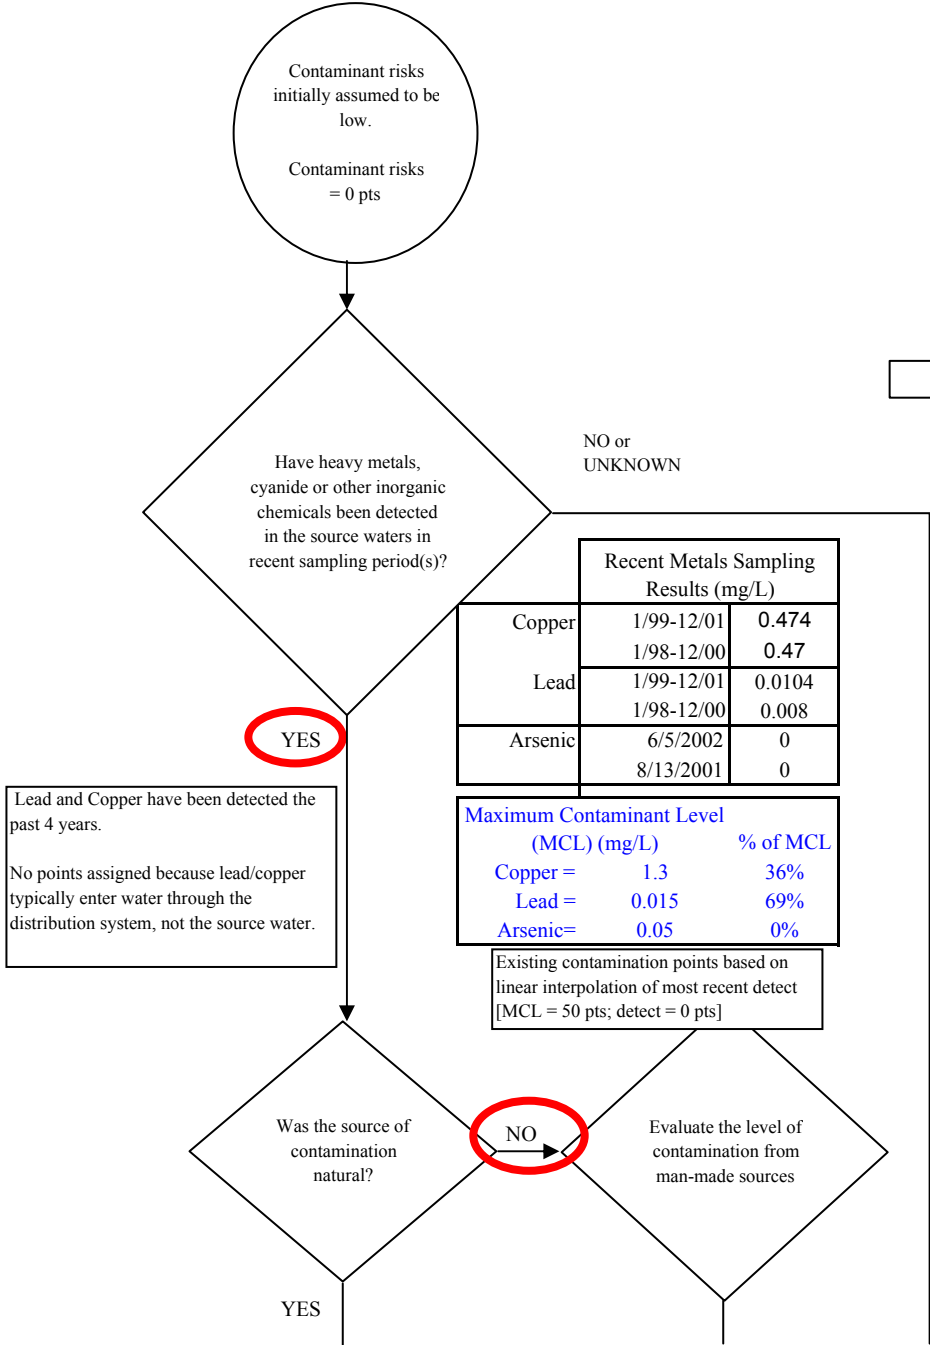 Contaminant risks
initially assumed to be
low.
Contaminant risks
= 0 pts
NO or
UNKNOWN
Have heavy metals,
cyanide or other inorganic
chemicals been detected
in the source waters in
recent sampling period(s)?
Recent Metals Sampling
Results (mg/L)
Copper 1/99-12/01 0.474
1/98-12/00 0.47
Lead 1/99-12/01 0.0104
1/98-12/00 0.008
Arsenic 6/5/2002 0
8/13/2001 0
YES
Lead and Copper have been detected the
past 4 years.
No points assigned because lead/copper
typically enter water through the
distribution system, not the source water.
Maximum Contaminant Level
(MCL) (mg/L) % of MCL
Copper = 1.3 36%
Lead = 0.015 69%
Arsenic= 0.05 0%
Existing contamination points based on
linear interpolation of most recent detect
[MCL = 50 pts; detect = 0 pts]
Was the source of
contamination
natural?
NO
Evaluate the level of
contamination from
man-made sources
YES